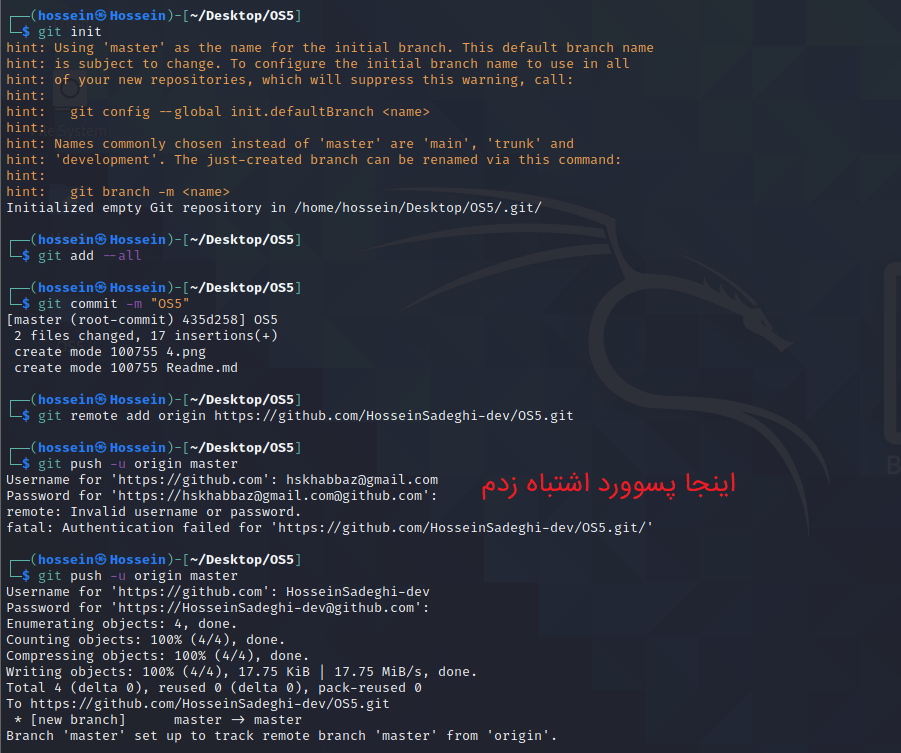 ┌──(hossein㉿Hossein)-[~/Desktop/OS5]
└─$ git init
hint: Using 'master' as the name for the initial branch. This default branch name
hint: is subject to change. To configure the initial branch name to use in all
hint: of your new repositories, which will suppress this warning, call:
hint:
hint:   git config --global init.defaultBranch <name>
hint:
hint: Names commonly chosen instead of 'master' are 'main', 'trunk' and
hint: 'development'. The just-created branch can be renamed via this command:
hint:
hint:   git branch -m <name>
Initialized empty Git repository in /home/hossein/Desktop/OS5/.git/
┌──(hossein㉿Hossein)-[~/Desktop/OS5]
└─$ git add --all
┌──(hossein㉿Hossein)-[~/Desktop/OS5]
└─$ git commit -m "OS5"
[master (root-commit) 435d258] OS5
 2 files changed, 17 insertions(+)
 create mode 100755 4.png
 create mode 100755 Readme.md
┌──(hossein㉿Hossein)-[~/Desktop/OS5]
└─$ git remote add origin https://github.com/HosseinSadeghi-dev/OS5.git
┌──(hossein㉿Hossein)-[~/Desktop/OS5]
└─$ git push -u origin master
Username for 'https://github.com': hskhabbaz@gmail.com
Password for 'https://hskhabbaz@gmail.com@github.com':
اینجا پسوورد اشتباه زدم
remote: Invalid username or password.
fatal: Authentication failed for 'https://github.com/HosseinSadeghi-dev/OS5.git/'
┌──(hossein㉿Hossein)-[~/Desktop/OS5]
└─$ git push -u origin master
Username for 'https://github.com': HosseinSadeghi-dev
Password for 'https://HosseinSadeghi-dev@github.com':
Enumerating objects: 4, done.
Counting objects: 100% (4/4), done.
Compressing objects: 100% (4/4), done.
Writing objects: 100% (4/4), 17.75 KiB | 17.75 MiB/s, done.
Total 4 (delta 0), reused 0 (delta 0), pack-reused 0
To https://github.com/HosseinSadeghi-dev/OS5.git
 * [new branch]      master -> master
Branch 'master' set up to track remote branch 'master' from 'origin'.